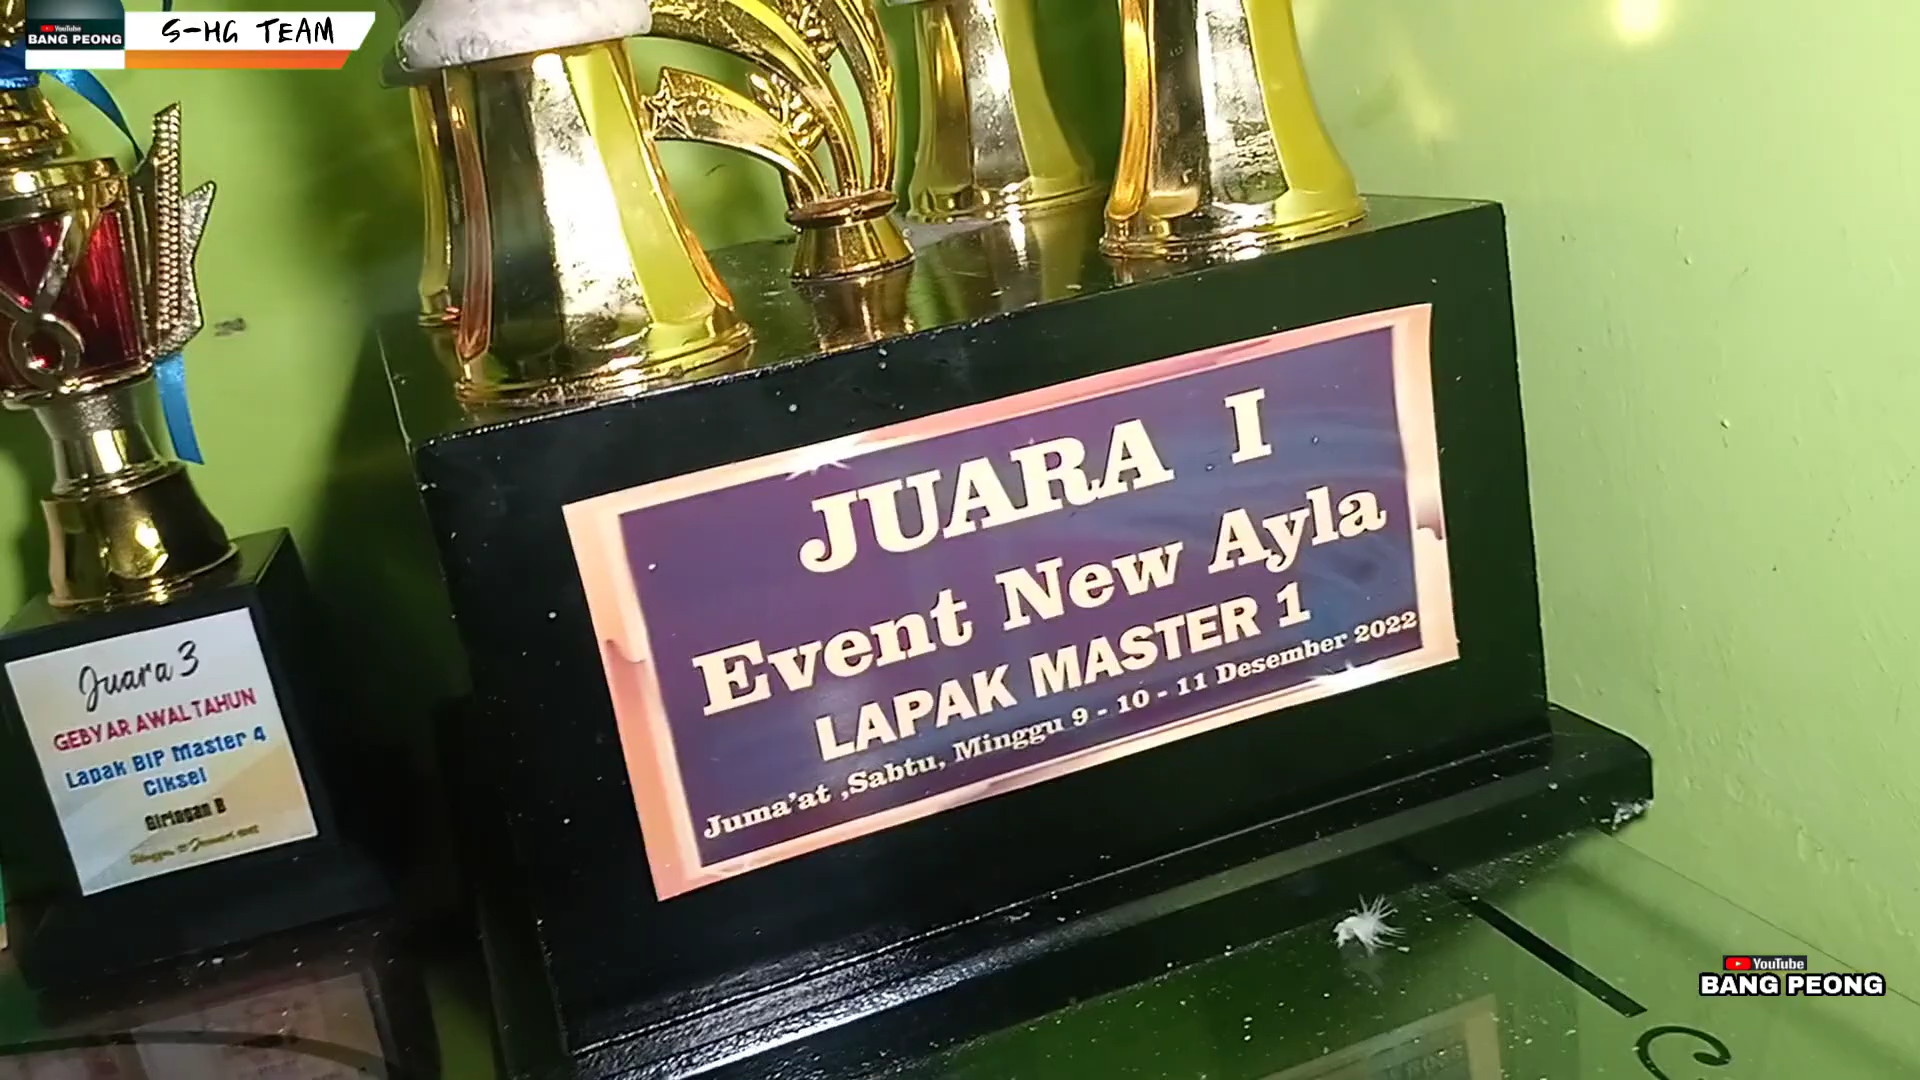 YouTube
BANG PEONG
S-HG TEAM
JUARA I
Event New Ayla
LAPAK MASTER 1
Juma'at ,Sabtu, Minggu 9 - 10 - 11 Desember 2022
Juara 3
GEBYAR AWAL TAHUN
Lapak BIP Master 4
Ciksel
Giringan B
YouTube
BANG PEONG